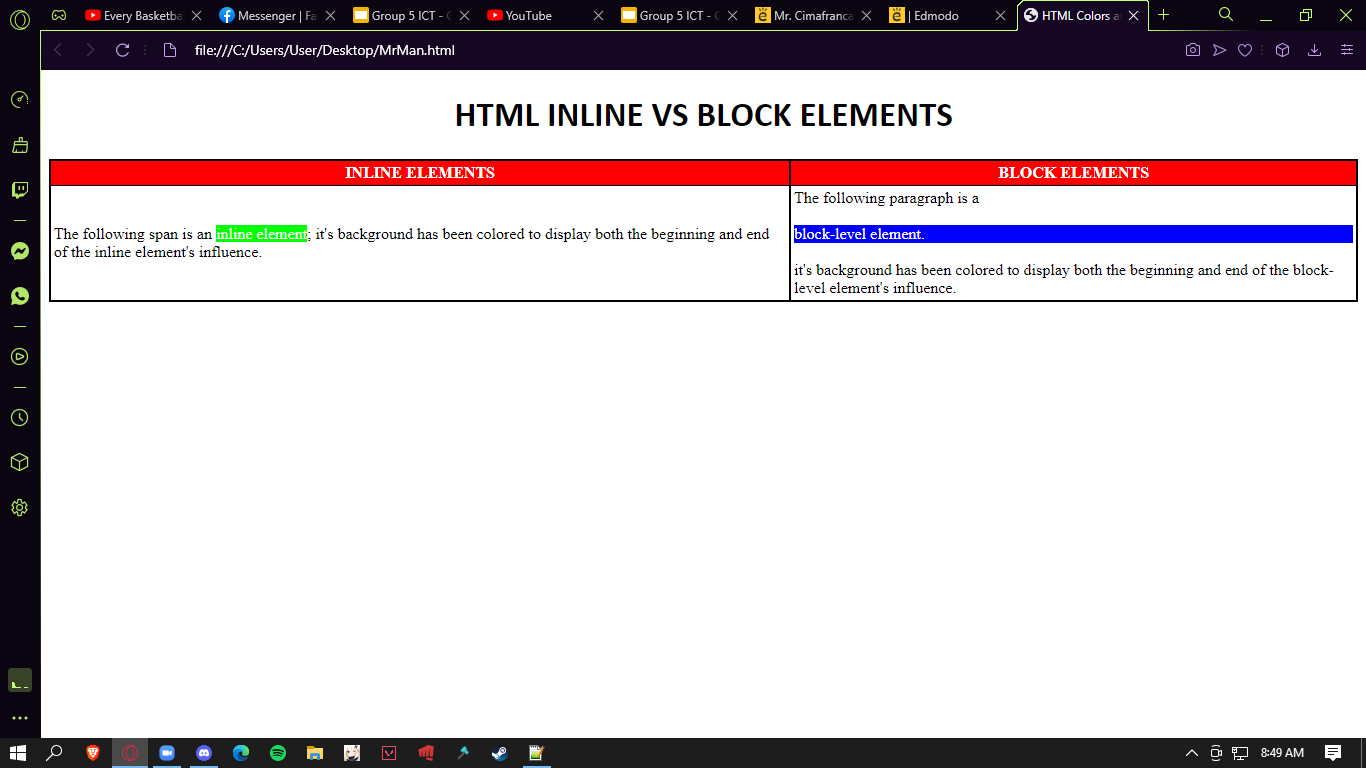 Every Basketba
Messenger | Fa
Group 5 ICT - G
YouTube
Group 5 ICT - G
Mr. Cimafranca
| Edmodo
HTML Colors a
file:///C:/Users/User/Desktop/MrMan.html
HTML INLINE VS BLOCK ELEMENTS
INLINE ELEMENTS
The following span is an inline element; it's background has been colored to display both the beginning and end
of the inline element's influence.
BLOCK ELEMENTS
The following paragraph is a
block-level element.
it's background has been colored to display both the beginning and end of the block-
level element's influence.
8:49 AM